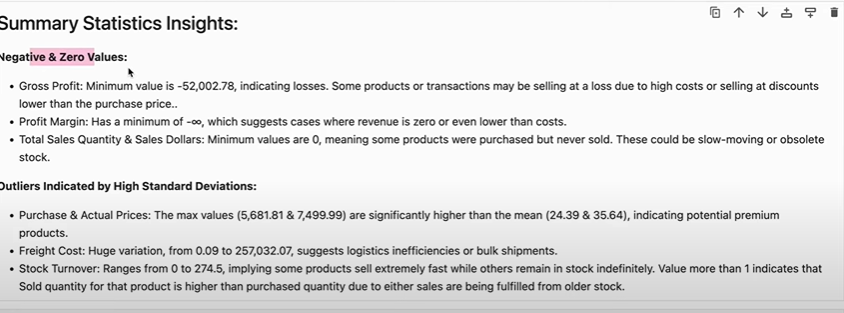 Summary Statistics Insights:
Negative & Zero Values:
• Gross Profit: Minimum value is -52,002.78, indicating losses. Some products or transactions may be selling at a loss due to high costs or selling at discounts
lower than the purchase price..
• Profit Margin: Has a minimum of -∞, which suggests cases where revenue is zero or even lower than costs.
• Total Sales Quantity & Sales Dollars: Minimum values are 0, meaning some products were purchased but never sold. These could be slow-moving or obsolete
stock.
Outliers Indicated by High Standard Deviations:
• Purchase & Actual Prices: The max values (5,681.81 & 7,499.99) are significantly higher than the mean (24.39 & 35.64), indicating potential premium
products.
• Freight Cost: Huge variation, from 0.09 to 257,032.07, suggests logistics inefficiencies or bulk shipments.
• Stock Turnover: Ranges from 0 to 274.5, implying some products sell extremely fast while others remain in stock indefinitely. Value more than 1 indicates that
Sold quantity for that product is higher than purchased quantity due to either sales are being fulfilled from older stock.